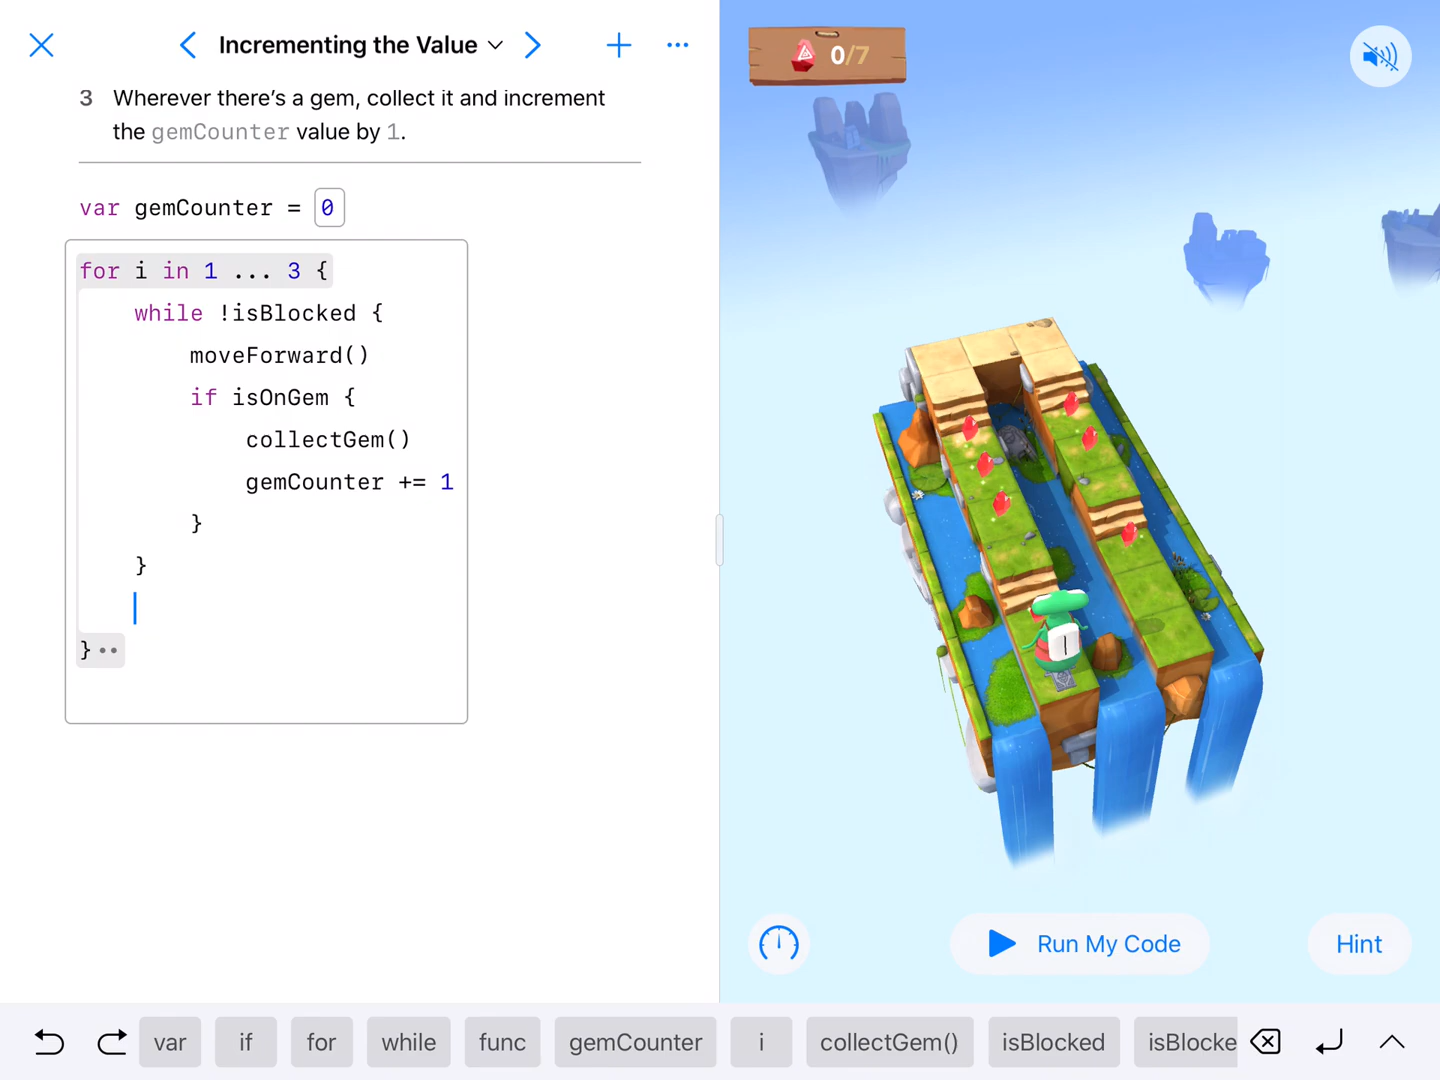 Incrementing the Value
3 Wherever there’s a gem, collect it and increment
the gemCounter value by 1.
var gemCounter = 0
for i in 1 ... 3 {
while !isBlocked {
moveForward()
if isOnGem {
collectGem()
gemCounter += 1
}
}
}
0/7
Run My Code
Hint
var if for while func gemCounter i collectGem() isBlocked isBlocke